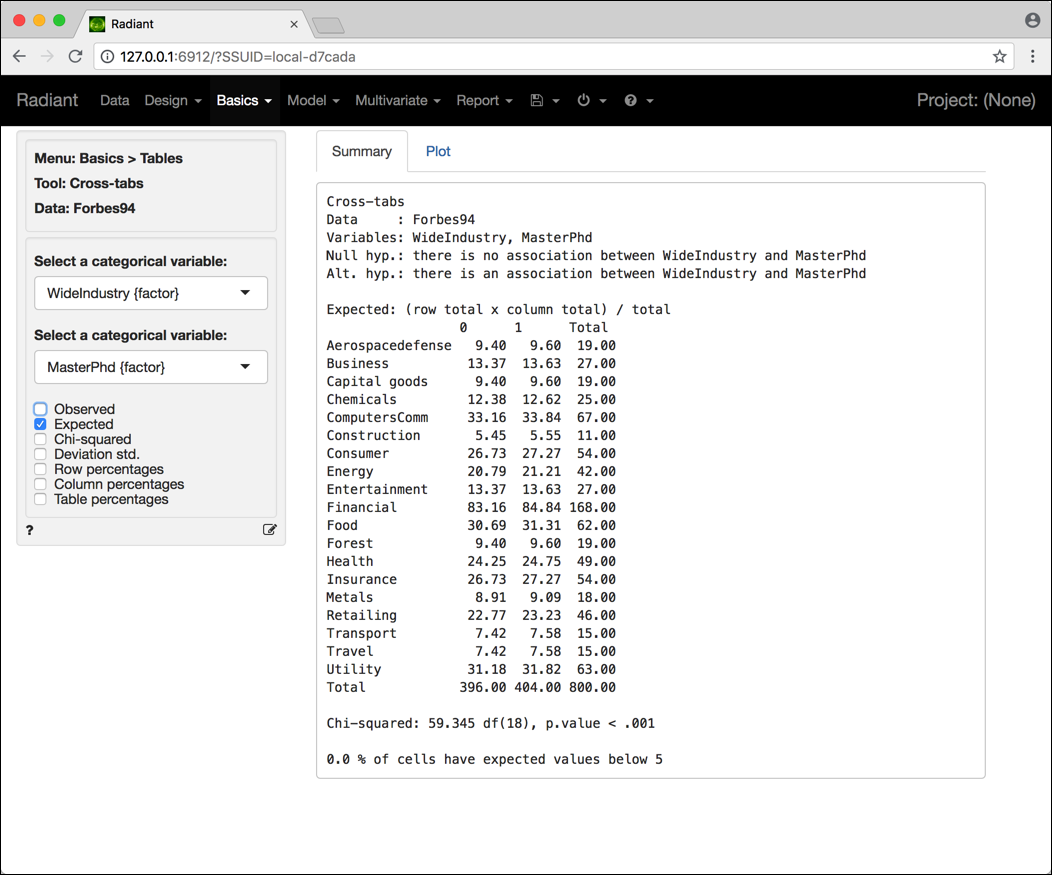 Radiant
127.0.0.1:6912/?SSUID=local-d7cada
Radiant Data Design Basics Model Multivariate Report Project: (None)
Menu: Basics > Tables
Tool: Cross-tabs
Data: Forbes94
Select a categorical variable:
WideIndustry {factor}
Select a categorical variable:
MasterPhd {factor}
Observed
Expected
Chi-squared
Deviation std.
Row percentages
Column percentages
Table percentages
?
Summary Plot
Cross-tabs
Data : Forbes94
Variables: WideIndustry, MasterPhd
Null hyp.: there is no association between WideIndustry and MasterPhd
Alt. hyp.: there is an association between WideIndustry and MasterPhd
Expected: (row total x column total) / total
0 1 Total
Aerospacedefense 9.40 9.60 19.00
Business 13.37 13.63 27.00
Capital goods 9.40 9.60 19.00
Chemicals 12.38 12.62 25.00
ComputersComm 33.16 33.84 67.00
Construction 5.45 5.55 11.00
Consumer 26.73 27.27 54.00
Energy 20.79 21.21 42.00
Entertainment 13.37 13.63 27.00
Financial 83.16 84.84 168.00
Food 30.69 31.31 62.00
Forest 9.40 9.60 19.00
Health 24.25 24.75 49.00
Insurance 26.73 27.27 54.00
Metals 8.91 9.09 18.00
Retailing 22.77 23.23 46.00
Transport 7.42 7.58 15.00
Travel 7.42 7.58 15.00
Utility 31.18 31.82 63.00
Total 396.00 404.00 800.00
Chi-squared: 59.345 df(18), p.value < .001
0.0 % of cells have expected values below 5